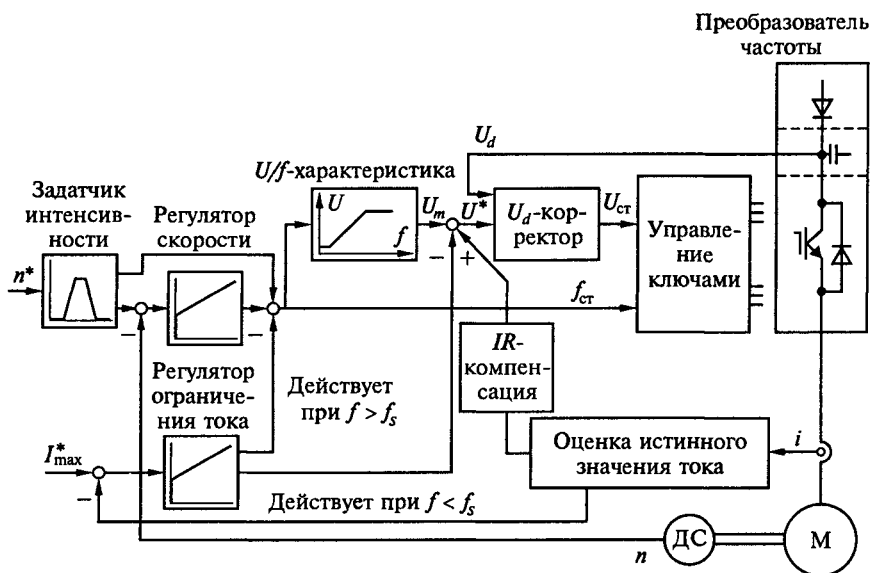 Преобразователь
частоты
U_d
U/f-характеристика
Задатчик
интенсив-
ности
Регулятор
скорости
U
f
U_m
U*
U_d-кор-
ректор
U_ст
Управле-
ние
ключами
n*
f_ст
−
+
−
−
IR-
компен-
сация
Регулятор
ограниче-
ния тока
Действует
при f > f_s
I*_max
−
Оценка истинного
значения тока
i
Действует при f < f_s
n
ДС
М